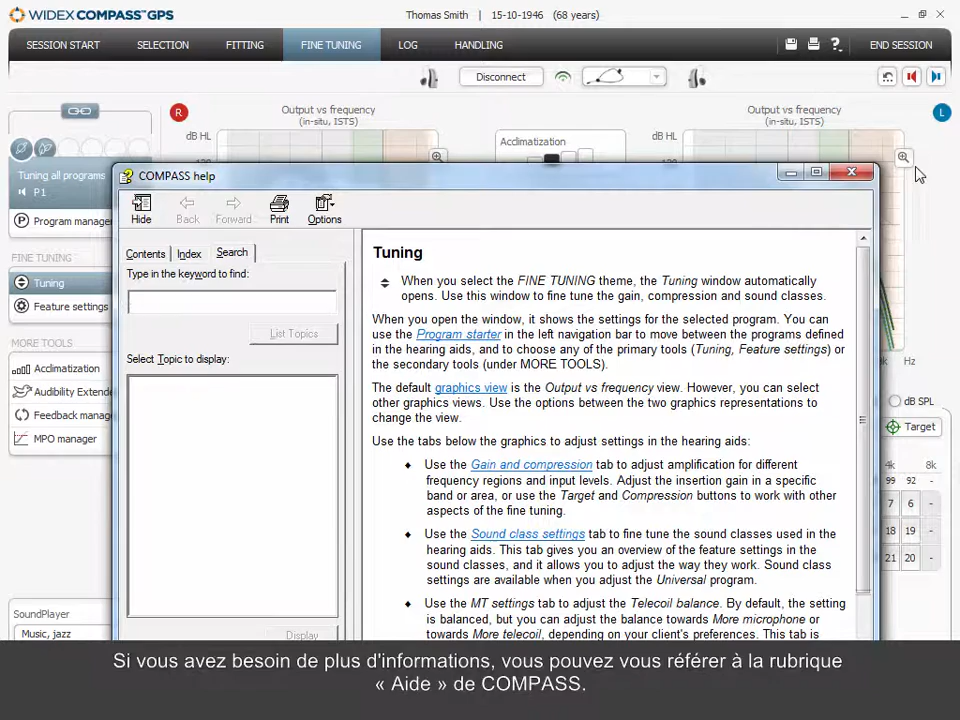 WIDEX COMPASS™ GPS
Thomas Smith | 15-10-1946 (68 years)
SESSION START SELECTION FITTING FINE TUNING LOG HANDLING END SESSION
Disconnect
R Output vs frequency
(in-situ, ISTS)
dB HL
Acclimatization
dB HL
Output vs frequency
(in-situ, ISTS)
L
Tuning all programs
P1
P Program manager
FINE TUNING
Tuning
Feature settings
MORE TOOLS
Acclimatization
Audibility Extend
Feedback manag
MPO manager
SoundPlayer
Music, jazz
COMPASS help
Hide Back Forward Print Options
Contents Index Search
Type in the keyword to find:
List Topics
Select Topic to display:
Display
Tuning
When you select the FINE TUNING theme, the Tuning window automatically
opens. Use this window to fine tune the gain, compression and sound classes.
When you open the window, it shows the settings for the selected program. You can
use the Program starter in the left navigation bar to move between the programs defined
in the hearing aids, and to choose any of the primary tools (Tuning, Feature settings) or
the secondary tools (under MORE TOOLS).
The default graphics view is the Output vs frequency view. However, you can select
other graphics views. Use the options between the two graphics representations to
change the view.
Use the tabs below the graphics to adjust settings in the hearing aids:
♦ Use the Gain and compression tab to adjust amplification for different
frequency regions and input levels. Adjust the insertion gain in a specific
band or area, or use the Target and Compression buttons to work with other
aspects of the fine tuning.
♦ Use the Sound class settings tab to fine tune the sound classes used in the
hearing aids. This tab gives you an overview of the feature settings in the
sound classes, and it allows you to adjust the way they work. Sound class
settings are available when you adjust the Universal program.
♦ Use the MT settings tab to adjust the Telecoil balance. By default, the setting
is balanced, but you can adjust the balance towards More microphone or
towards More telecoil, depending on your client's preferences. This tab is
Hz
dB SPL
Target
4k 8k
99 92 -
7 6 -
18 19 -
21 20 -
Si vous avez besoin de plus d'informations, vous pouvez vous référer à la rubrique
« Aide » de COMPASS.